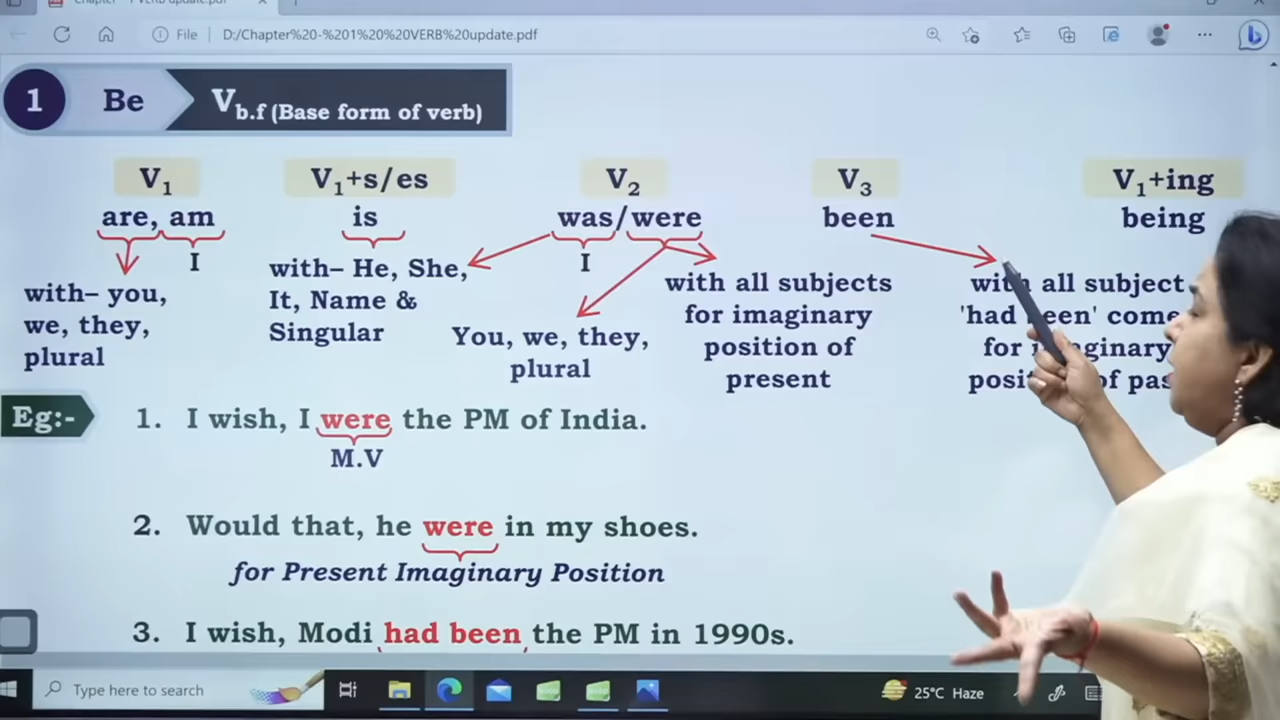 File D:/Chapter%20-%201%20%20VERB%20update.pdf
1 Be V b.f (Base form of verb)
V1 V1+s/es V2 V3 V1+ing
are, am is was/were been being
I
with– you,
we, they,
plural
with– He, She,
It, Name &
Singular
I
You, we, they,
plural
with all subjects
for imaginary
position of
present
with all subject
'had been' come
for imaginary
of pas
Eg:-
1. I wish, I were the PM of India.
M.V
2. Would that, he were in my shoes.
for Present Imaginary Position
3. I wish, Modi had been the PM in 1990s.
Type here to search
25°C Haze